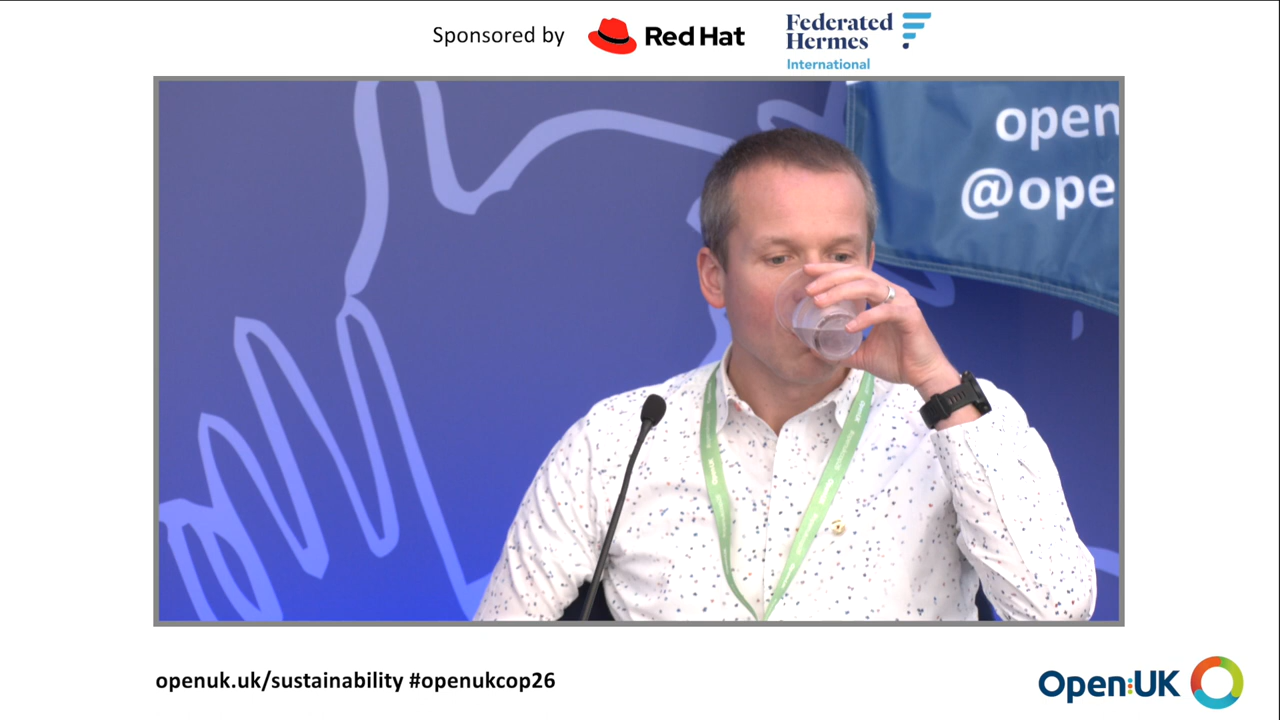 Sponsored by
Red Hat
Federated
Hermes
International
open
@ope
openuk.uk/sustainability #openukcop26
Open:UK